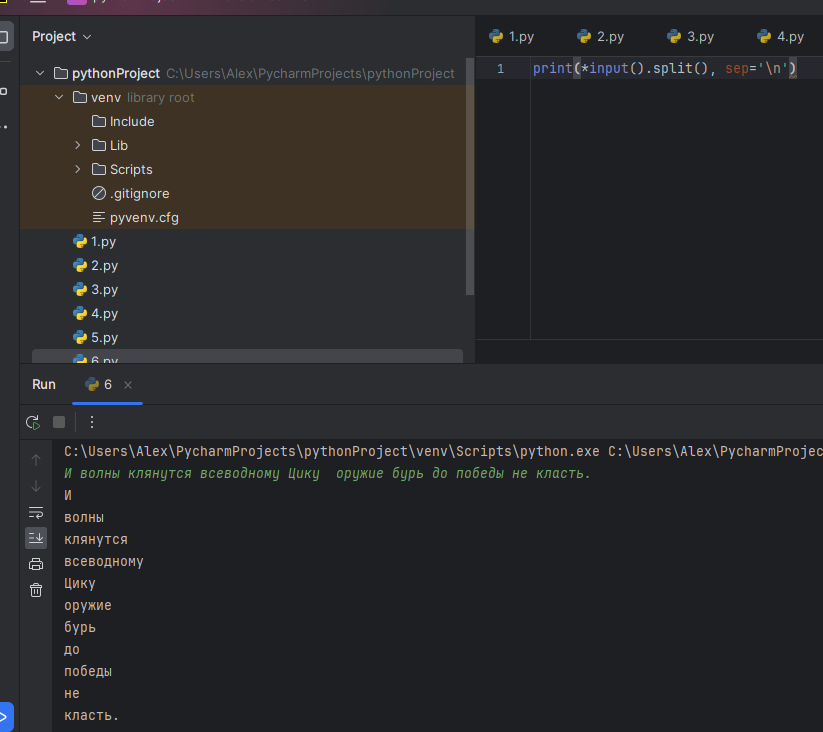 Project
1.py 2.py 3.py 4.py
pythonProject C:\Users\Alex\PycharmProjects\pythonProject
1 print(*input().split(), sep='\n')
venv library root
Include
Lib
Scripts
.gitignore
pyvenv.cfg
1.py
2.py
3.py
4.py
5.py
6.py
Run 6
C:\Users\Alex\PycharmProjects\pythonProject\venv\Scripts\python.exe C:\Users\Alex\PycharmProjec
И волны клянутся всеводному Цику  оружие бурь до победы не класть.
И
волны
клянутся
всеводному
Цику
оружие
бурь
до
победы
не
класть.